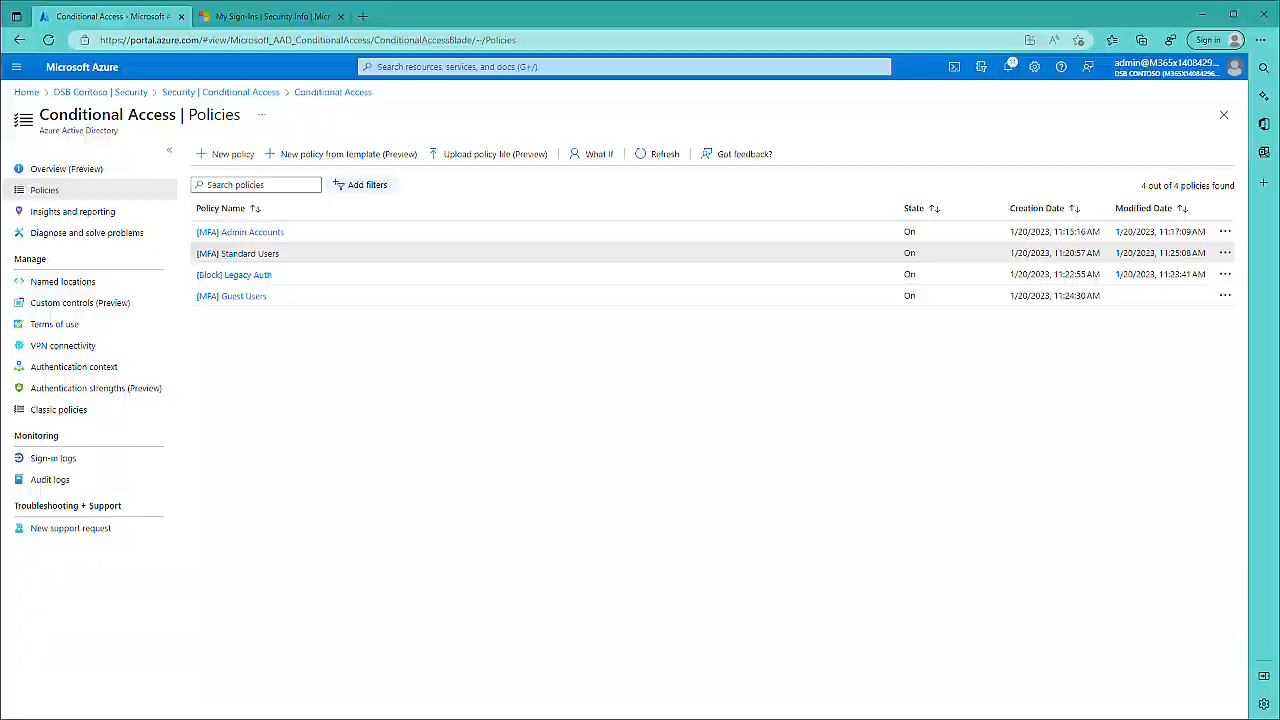 Conditional Access - Microsoft A
My Sign-Ins | Security Info | Micr
https://portal.azure.com/#view/Microsoft_AAD_ConditionalAccess/ConditionalAccessBlade/~/Policies
Sign in
Microsoft Azure
Search resources, services, and docs (G+/)
admin@M365x1408429...
DSB CONTOSO (M365X14084296...
Home > DSB Contoso | Security > Security | Conditional Access > Conditional Access
Conditional Access | Policies ...
Azure Active Directory
New policy
New policy from template (Preview)
Upload policy file (Preview)
What If
Refresh
Got feedback?
Search policies
Add filters
4 out of 4 policies found
Policy Name State Creation Date Modified Date
[MFA] Admin Accounts On 1/20/2023, 11:15:16 AM 1/20/2023, 11:17:09 AM
[MFA] Standard Users On 1/20/2023, 11:20:57 AM 1/20/2023, 11:25:08 AM
[Block] Legacy Auth On 1/20/2023, 11:22:55 AM 1/20/2023, 11:23:41 AM
[MFA] Guest Users On 1/20/2023, 11:24:30 AM
Overview (Preview)
Policies
Insights and reporting
Diagnose and solve problems
Manage
Named locations
Custom controls (Preview)
Terms of use
VPN connectivity
Authentication context
Authentication strengths (Preview)
Classic policies
Monitoring
Sign-in logs
Audit logs
Troubleshooting + Support
New support request